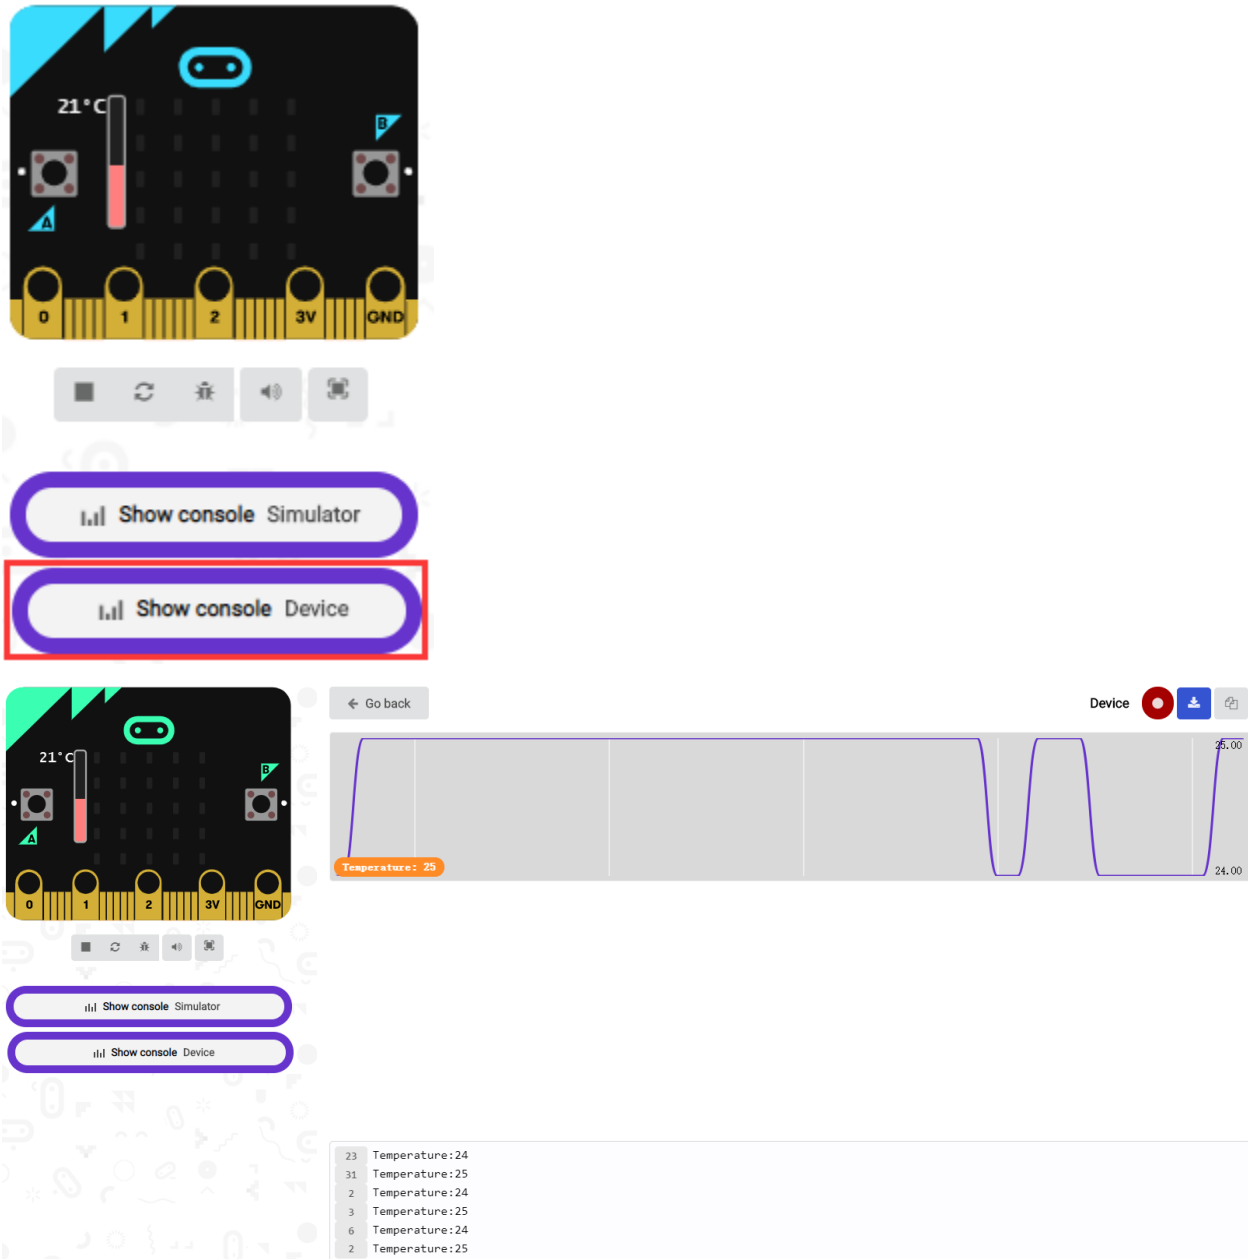 21°C
B
A
0 1 2 3V GND
Show console Simulator
Show console Device
21°C
B
A
0 1 2 3V GND
Show console Simulator
Show console Device
Go back
Device
25.00
Temperature: 25
24.00
23 Temperature:24
31 Temperature:25
2 Temperature:24
3 Temperature:25
6 Temperature:24
2 Temperature:25